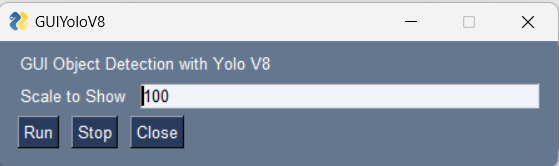 GUIYoloV8
GUI Object Detection with Yolo V8
Scale to Show 100
Run Stop Close